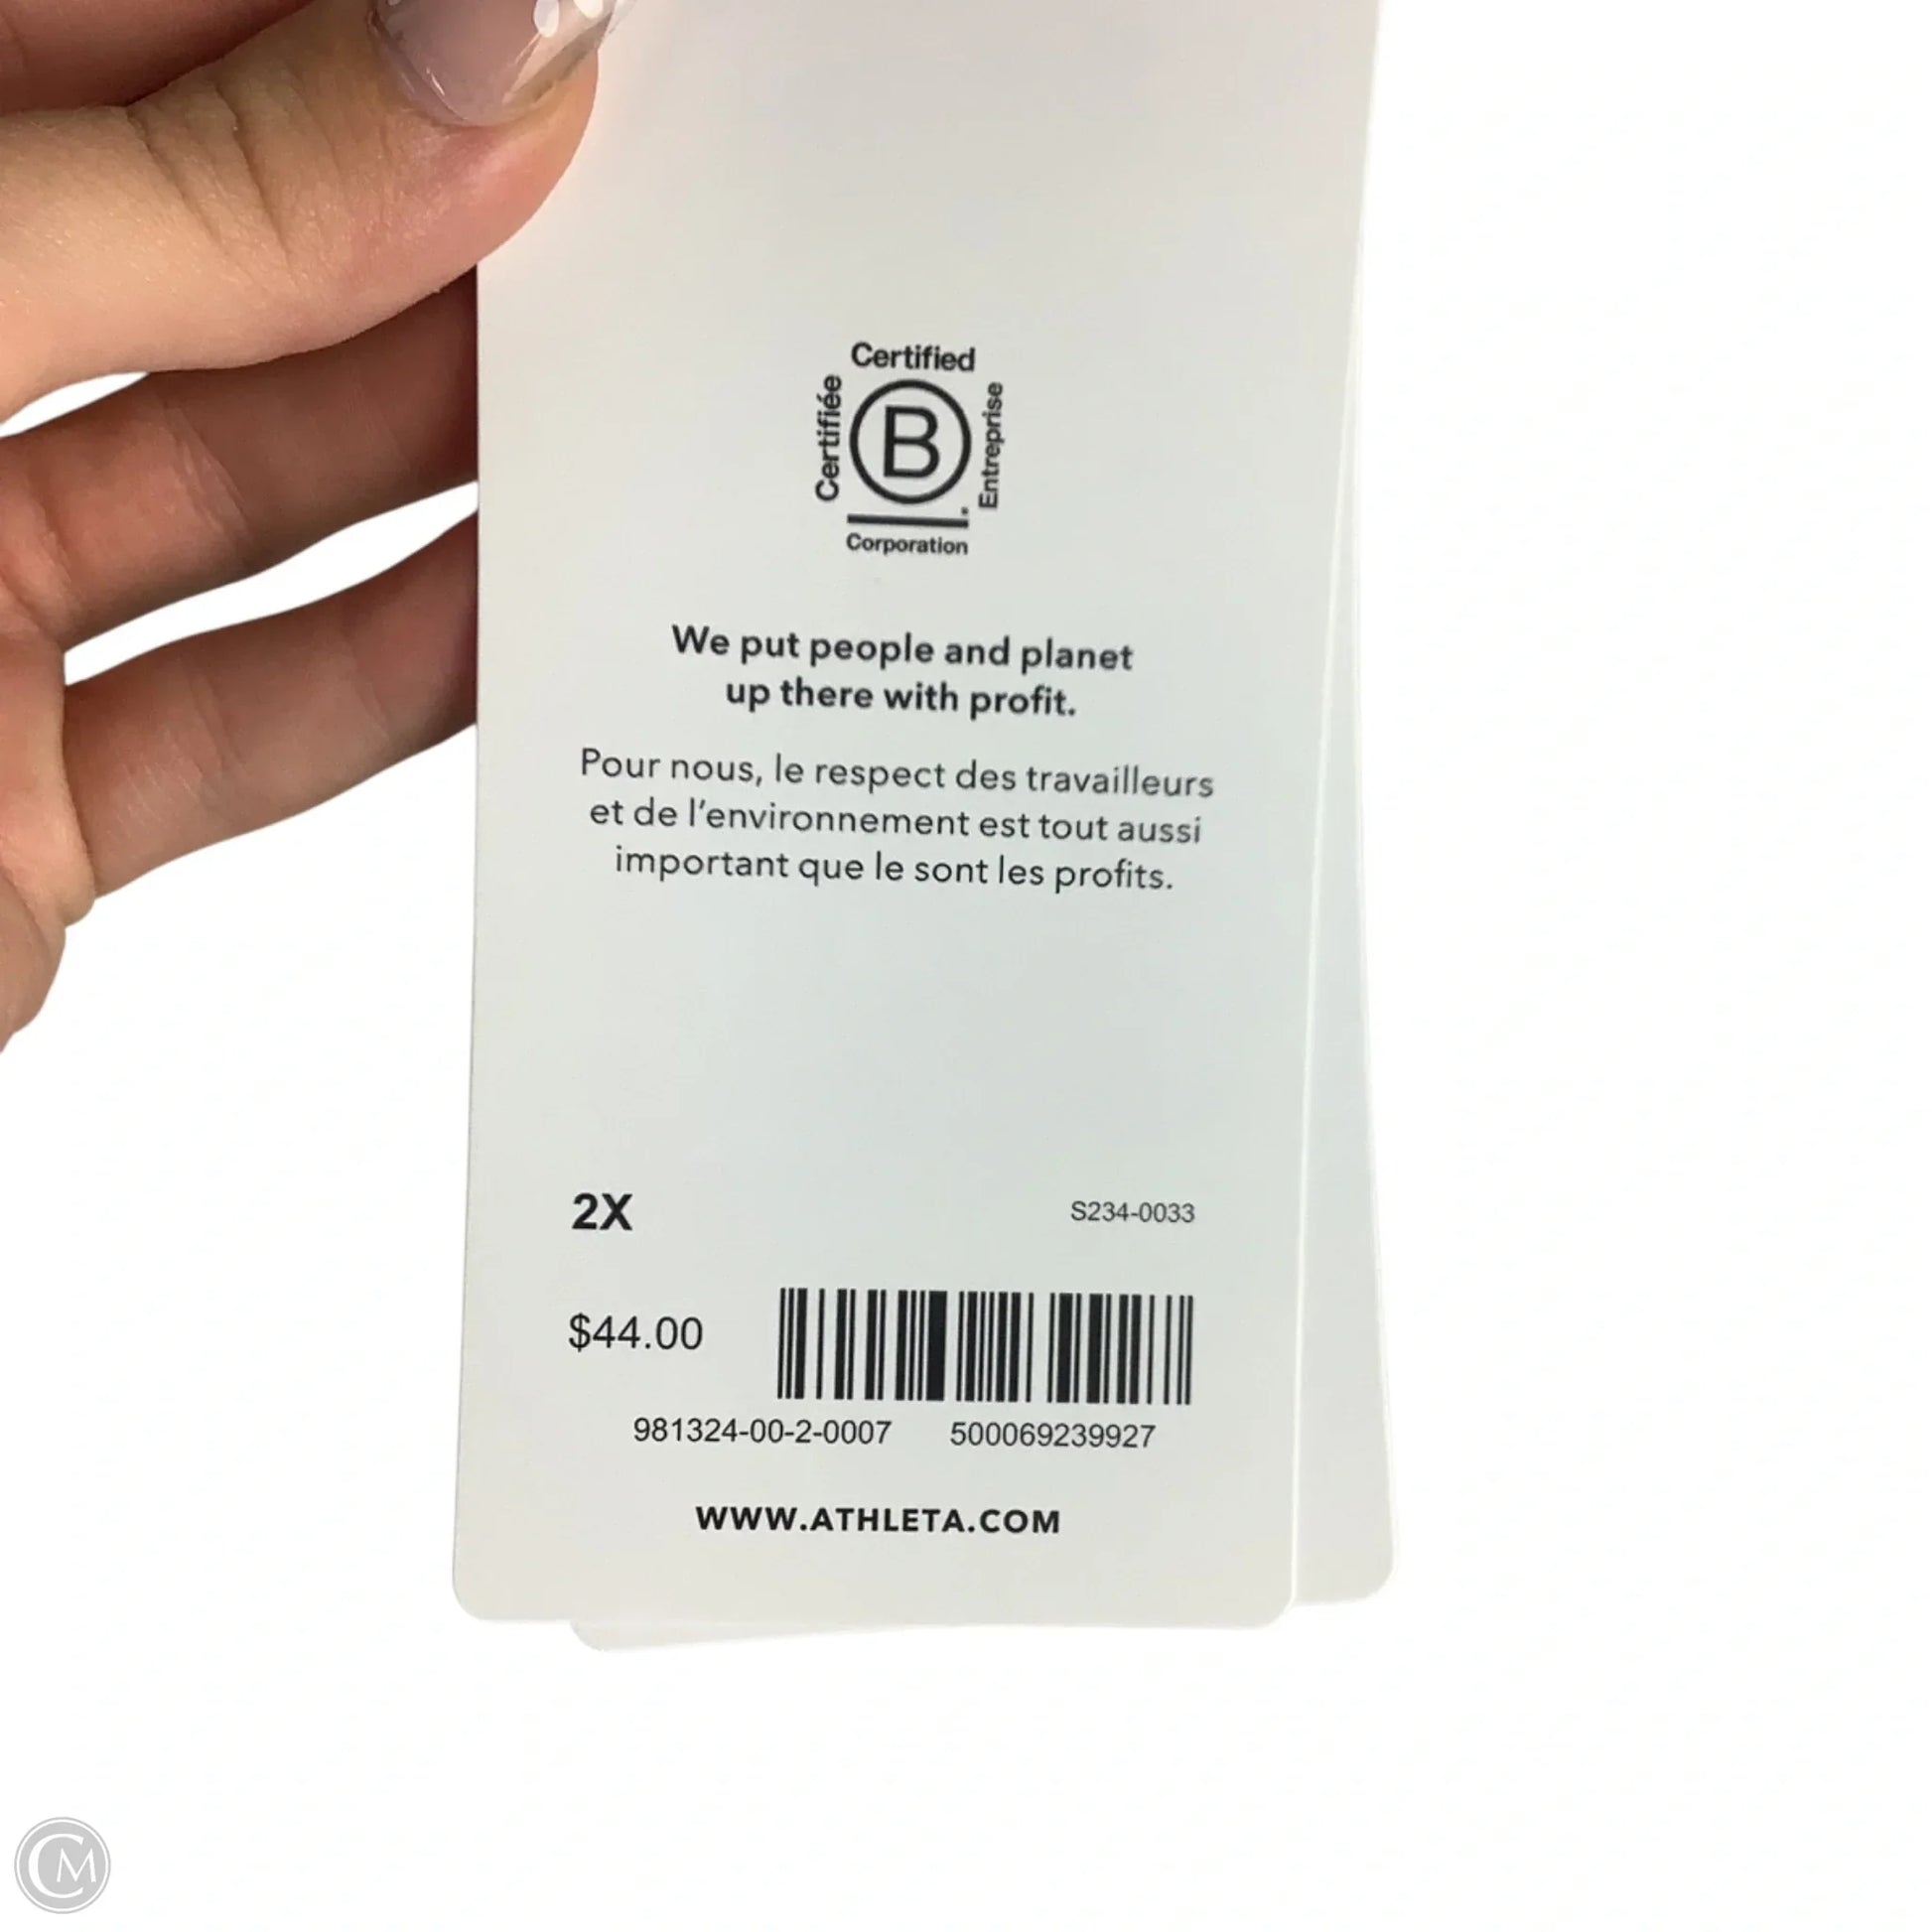 Certified
Certifiée
B
Entreprise
Corporation
We put people and planet
up there with profit.
Pour nous, le respect des travailleurs
et de l'environnement est tout aussi
important que le sont les profits.
2X
S234-0033
$44.00
981324-00-2-0007 500069239927
WWW.ATHLETA.COM
CM